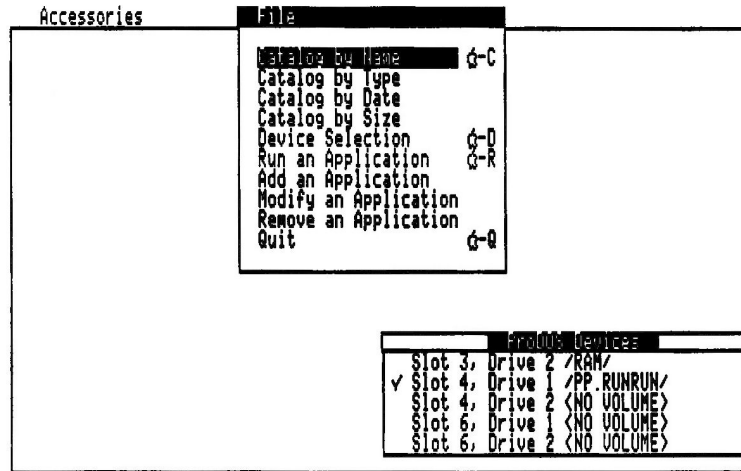 Accessories File
Catalog by Name -C
Catalog by Type
Catalog by Date
Catalog by Size
Device Selection -D
Run an Application -R
Add an Application
Modify an Application
Remove an Application
Quit -Q
ProDOS Devices
Slot 3, Drive 2 /RAM/
✓ Slot 4, Drive 1 /PP.RUNRUN/
Slot 4, Drive 2 <NO VOLUME>
Slot 6, Drive 1 <NO VOLUME>
Slot 6, Drive 2 <NO VOLUME>